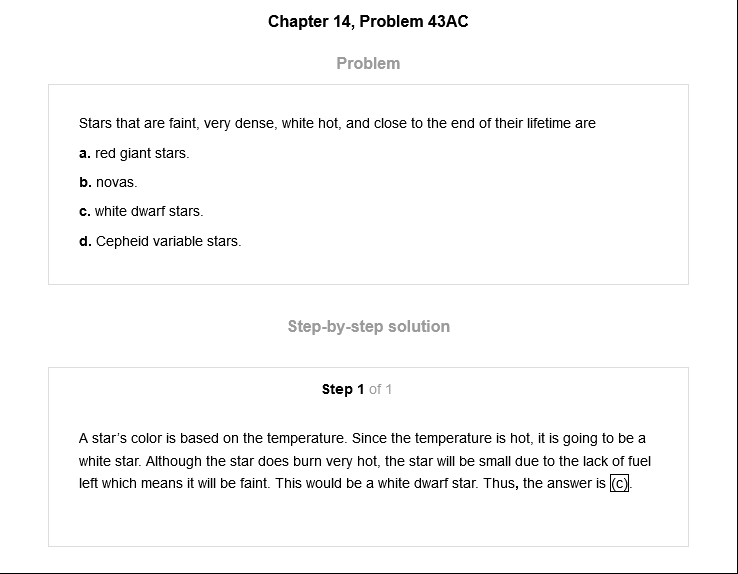 Chapter 14, Problem 43AC
Problem
Stars that are faint, very dense, white hot, and close to the end of their lifetime are
a. red giant stars.
b. novas.
c. white dwarf stars.
d. Cepheid variable stars.
Step-by-step solution
Step 1 of 1
A star’s color is based on the temperature. Since the temperature is hot, it is going to be a
white star. Although the star does burn very hot, the star will be small due to the lack of fuel
left which means it will be faint. This would be a white dwarf star. Thus, the answer is (c).